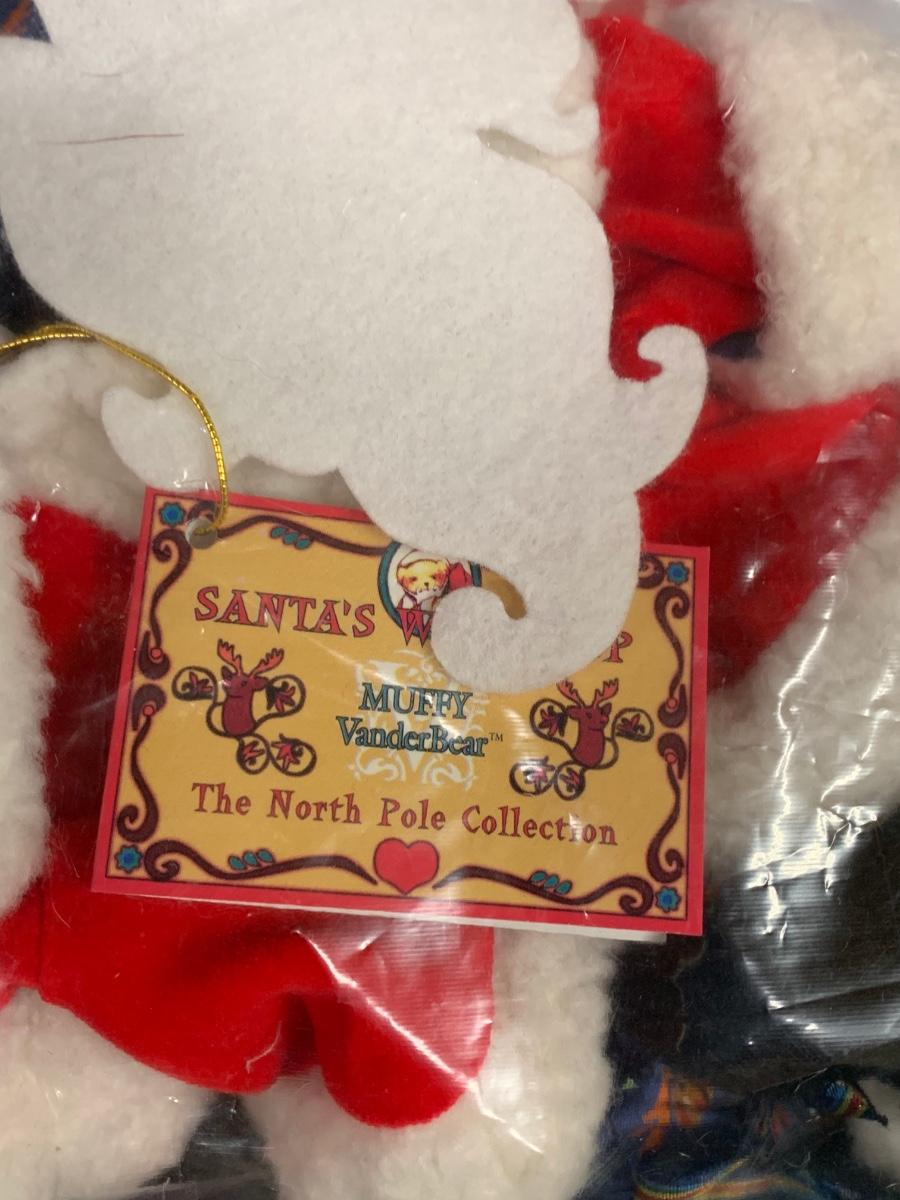 SANTA'S
MUFFY
VanderBear™
The North Pole Collection